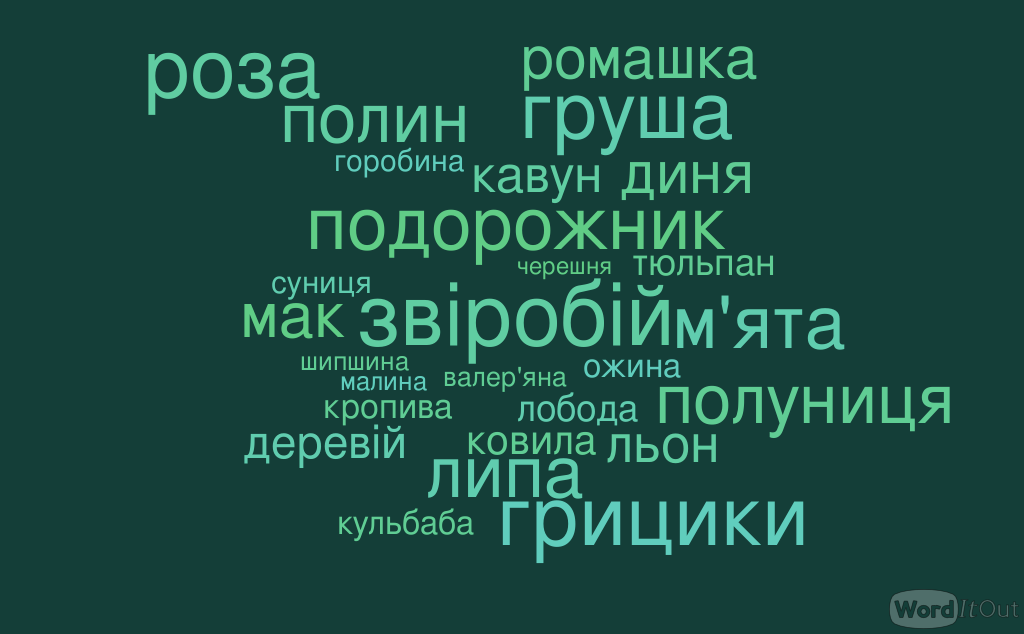 роза
ромашка
полин
груша
горобина
кавун
диня
подорожник
черешня
тюльпан
суниця
мак
звіробій
м'ята
шипшина
ожина
малина
валер'яна
полуниця
кропива
лобода
деревій
ковила
льон
липа
грицики
кульбаба
WordItOut